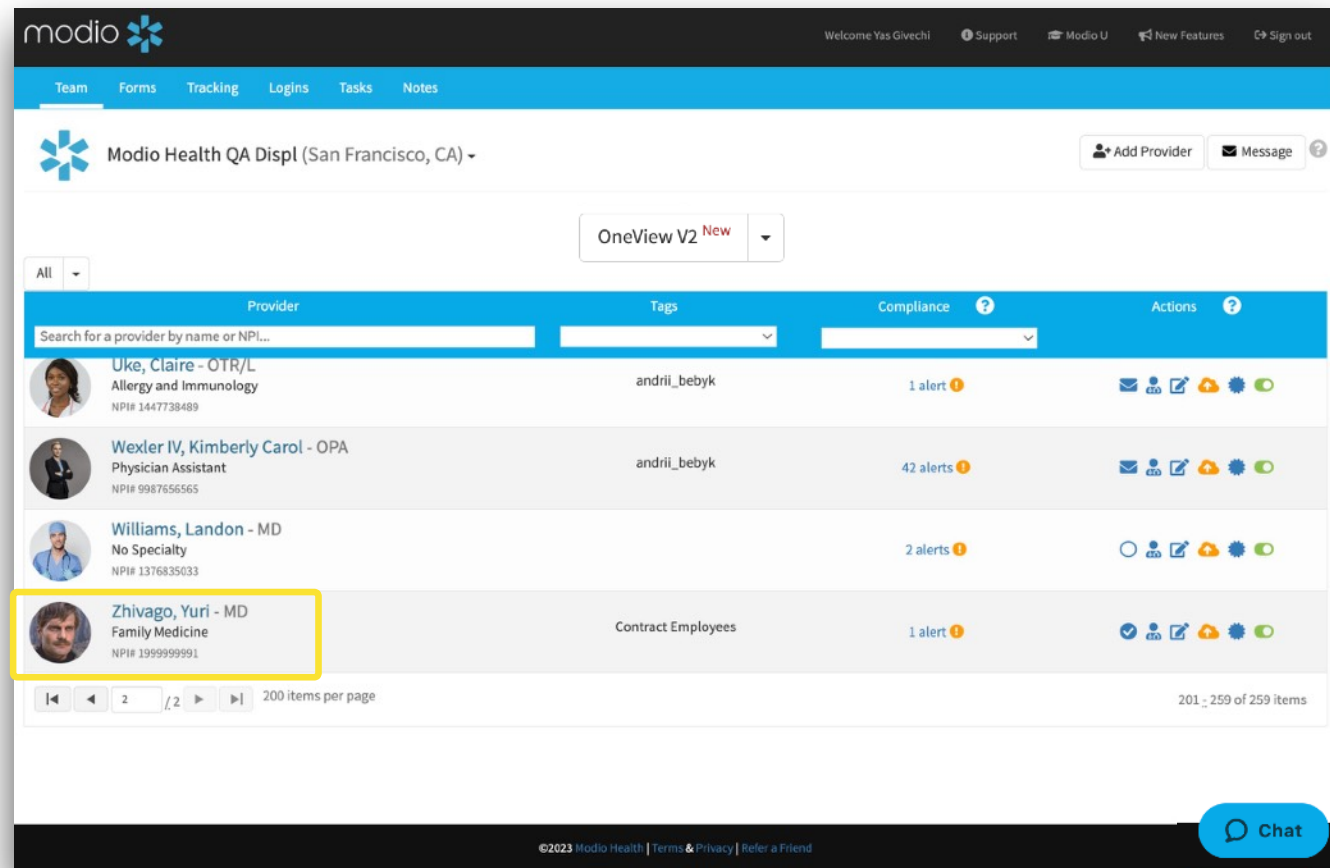 modio
Welcome Yas Givechi Support Modio U New Features Sign out
Team Forms Tracking Logins Tasks Notes
Modio Health QA Displ (San Francisco, CA)
Add Provider Message ?
OneView V2 New
All
Provider Tags Compliance ? Actions ?
Search for a provider by name or NPI...
Uke, Claire - OTR/L
Allergy and Immunology
NPI# 1447738489
andrii_bebyk
1 alert
Wexler IV, Kimberly Carol - OPA
Physician Assistant
NPI# 9987656565
andrii_bebyk
42 alerts
Williams, Landon - MD
No Specialty
NPI# 1376835033
2 alerts
Zhivago, Yuri - MD
Family Medicine
NPI# 1999999991
Contract Employees
1 alert
2 / 2 200 items per page
201 - 259 of 259 items
Chat
©2023 Modio Health | Terms & Privacy | Refer a Friend